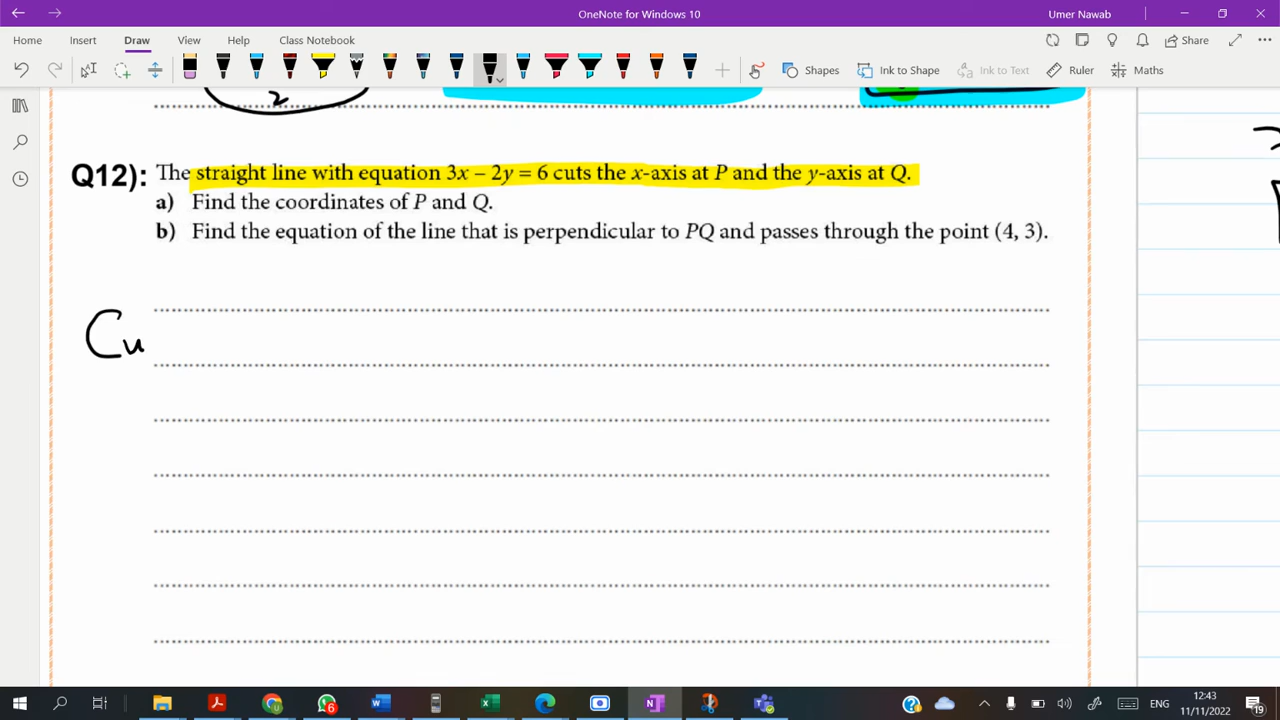 OneNote for Windows 10
Umer Nawab
Home Insert Draw View Help Class Notebook
Share
Shapes Ink to Shape Ink to Text Ruler Maths
2
Q12): The straight line with equation 3x – 2y = 6 cuts the x-axis at P and the y-axis at Q.
a) Find the coordinates of P and Q.
b) Find the equation of the line that is perpendicular to PQ and passes through the point (4, 3).
Cu
6
ENG
12:43
11/11/2022
19